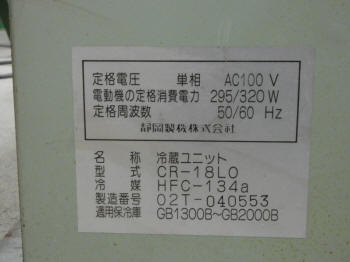 定格電圧 単相 AC100 V
電動機の定格消費電力 295/320 W
定格周波数 50/60 Hz
静岡製機株式会社
名称 冷蔵ユニット
型式 CR-18LO
冷媒 HFC-134a
製造番号 02T-040553
適用保冷庫 GB1300B~GB2000B